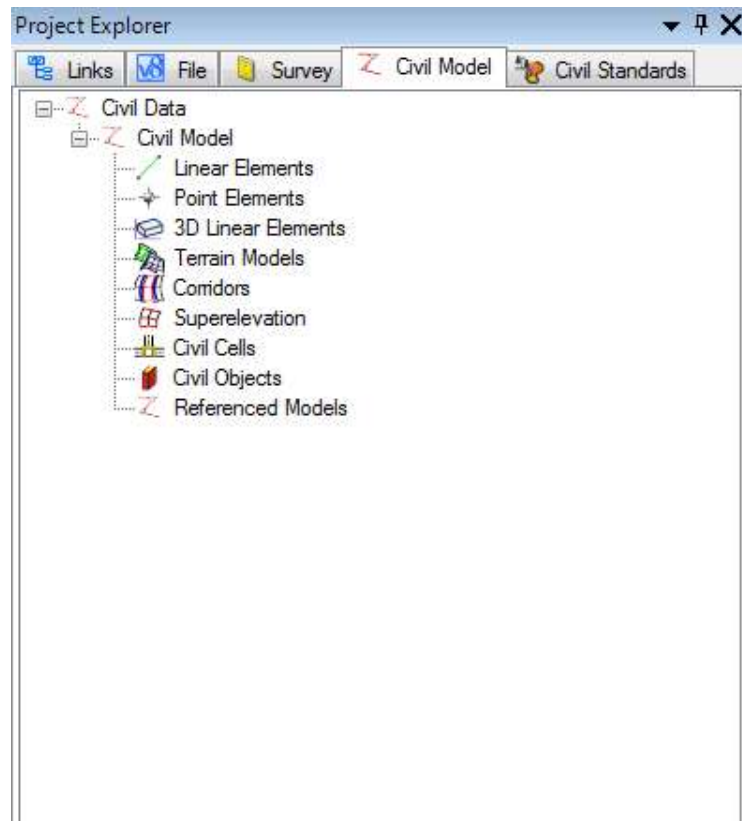 Project Explorer
Links File Survey Civil Model Civil Standards
Civil Data
Civil Model
Linear Elements
Point Elements
3D Linear Elements
Terrain Models
Corridors
Superelevation
Civil Cells
Civil Objects
Referenced Models